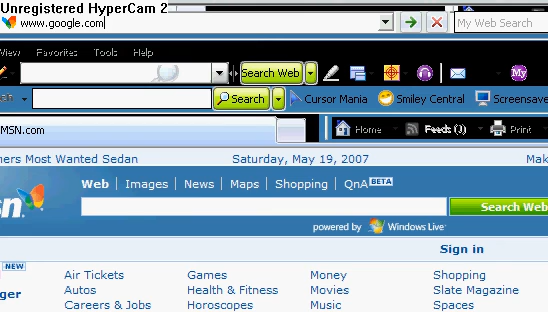 Unregistered HyperCam 2
www.google.com
My Web Search
View Favorites Tools Help
Search Web My
Search Cursor Mania Smiley Central Screensave
MSN.com
Home Feeds (J) Print
ners Most Wanted Sedan Saturday, May 19, 2007 Mak
sn Web Images News Maps Shopping QnA BETA
Search Web
powered by Windows Live
Sign in
NEW
Air Tickets Games Money Shopping
ger Autos Health & Fitness Movies Slate Magazine
Careers & Jobs Horoscopes Music Spaces